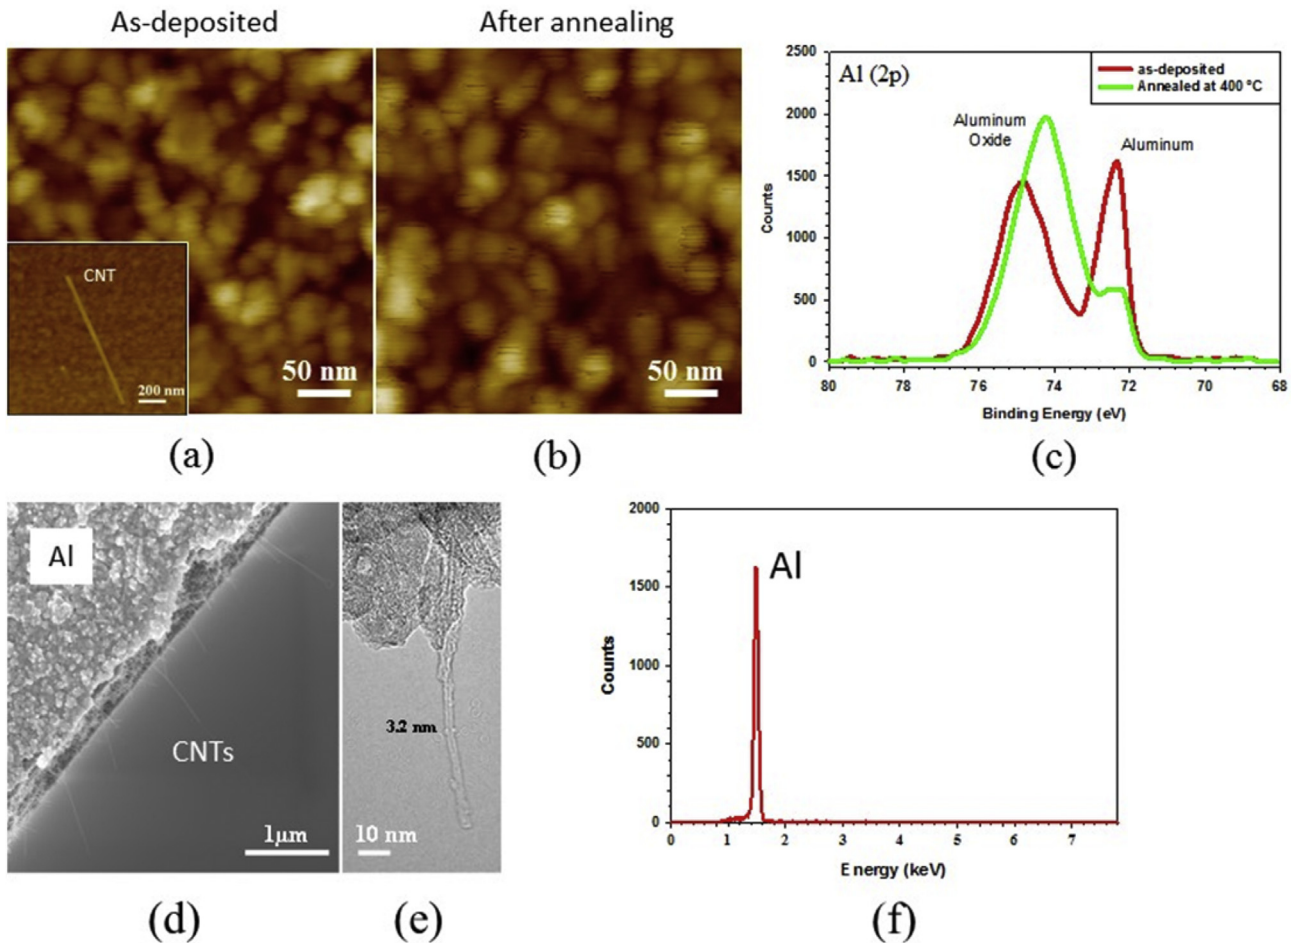 As-deposited
After annealing
CNT
200 nm
50 nm
50 nm
(a)
(b)
2500
2000
1500
1000
500
0
Counts
Al (2p)
as-deposited
Annealed at 400 °C
Aluminum
Oxide
Aluminum
80 78 76 74 72 70 68
Binding Energy (eV)
(c)
Al
CNTs
1μm
3.2 nm
10 nm
(d)
(e)
2000
1500
1000
500
0
Counts
Al
0 1 2 3 4 5 6 7
Energy (keV)
(f)